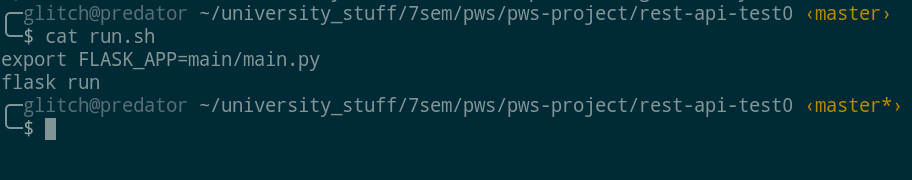 ╭─glitch@predator ~/university_stuff/7sem/pws/pws-project/rest-api-test0 ‹master›
╰─$ cat run.sh
export FLASK_APP=main/main.py
flask run
╭─glitch@predator ~/university_stuff/7sem/pws/pws-project/rest-api-test0 ‹master*›
╰─$